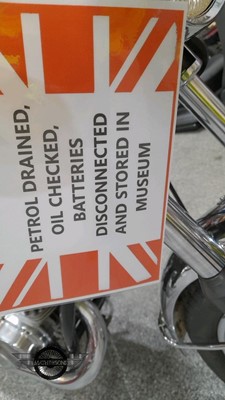 PETROL DRAINED,
OIL CHECKED,
BATTERIES
DISCONNECTED
AND STORED IN
MUSEUM